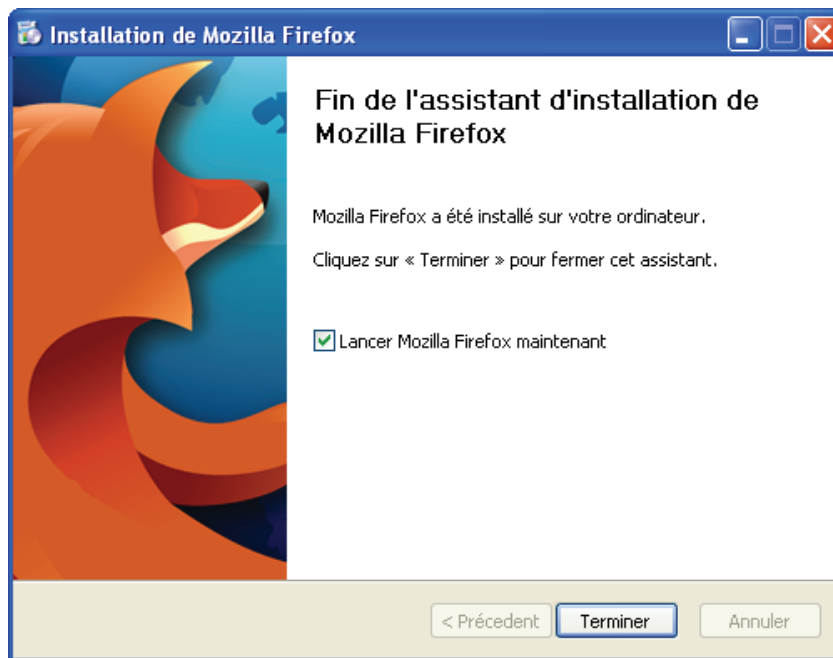 Installation de Mozilla Firefox
Fin de l'assistant d'installation de
Mozilla Firefox
Mozilla Firefox a été installé sur votre ordinateur.
Cliquez sur « Terminer » pour fermer cet assistant.
Lancer Mozilla Firefox maintenant
< Précedent Terminer Annuler